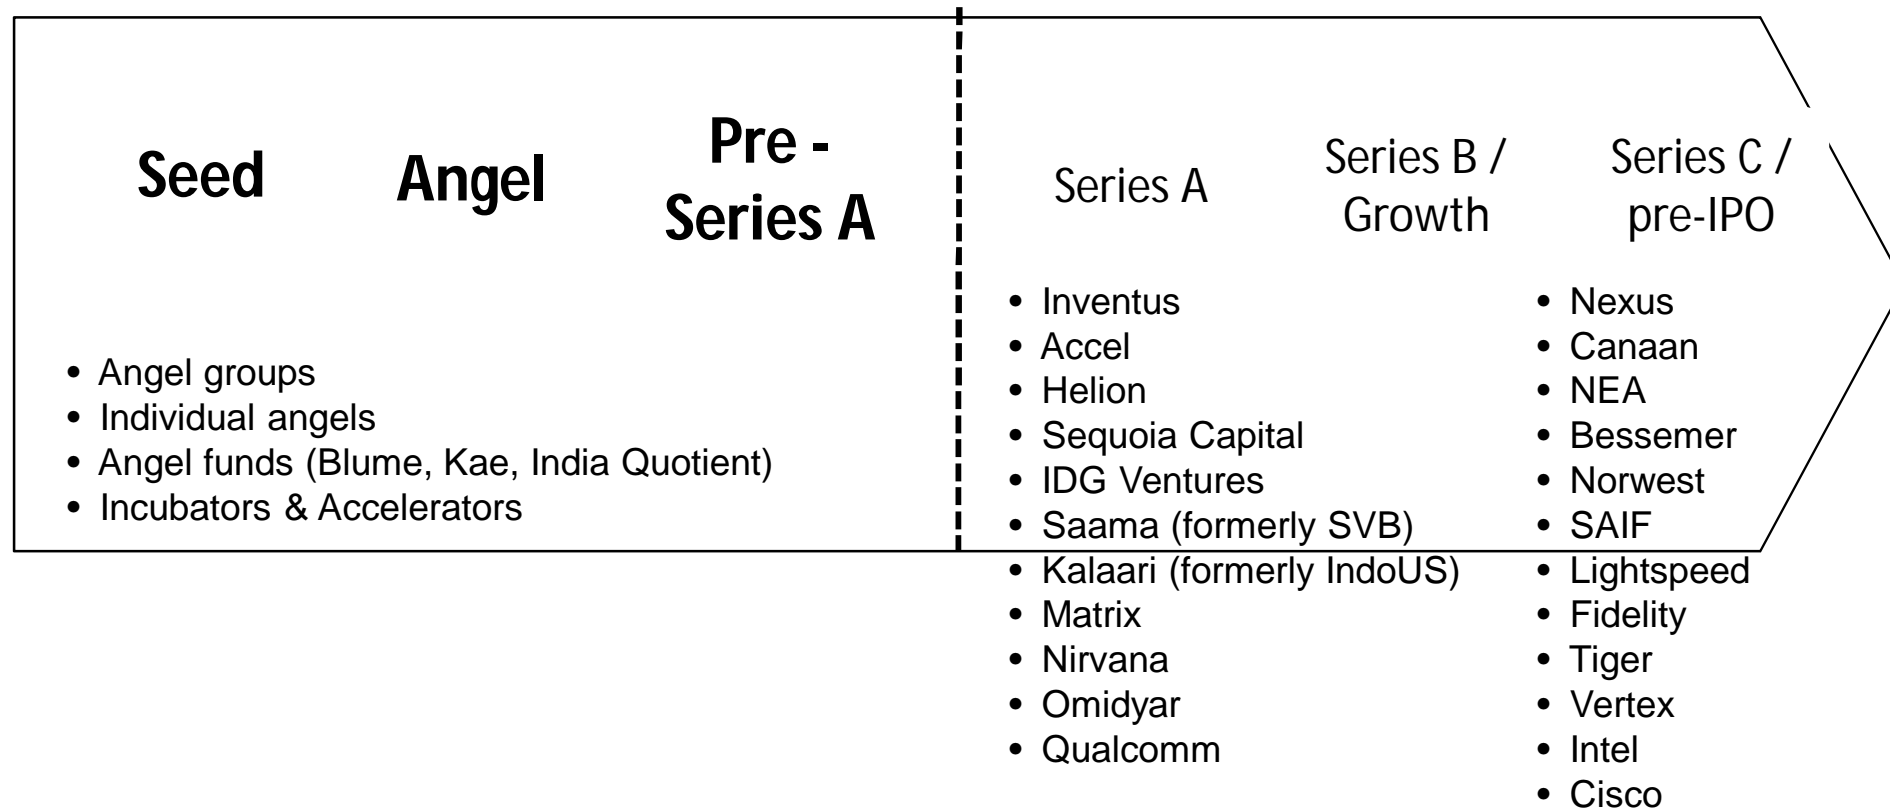 Seed
Angel
Pre -
Series A
Series A
Series B /
Growth
Series C /
pre-IPO
• Angel groups
• Individual angels
• Angel funds (Blume, Kae, India Quotient)
• Incubators & Accelerators
• Inventus
• Accel
• Helion
• Sequoia Capital
• IDG Ventures
• Saama (formerly SVB)
• Kalaari (formerly IndoUS)
• Matrix
• Nirvana
• Omidyar
• Qualcomm
• Nexus
• Canaan
• NEA
• Bessemer
• Norwest
• SAIF
• Lightspeed
• Fidelity
• Tiger
• Vertex
• Intel
• Cisco